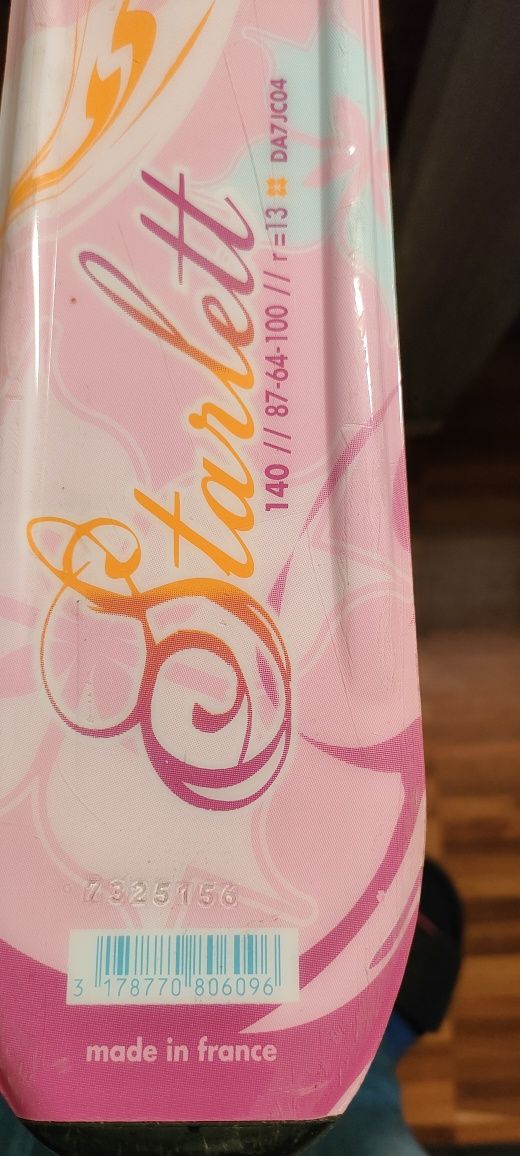 Starlett
140 // 87-64-100 // r=13 DA7JC04
7325156
3 178770 806096
made in france